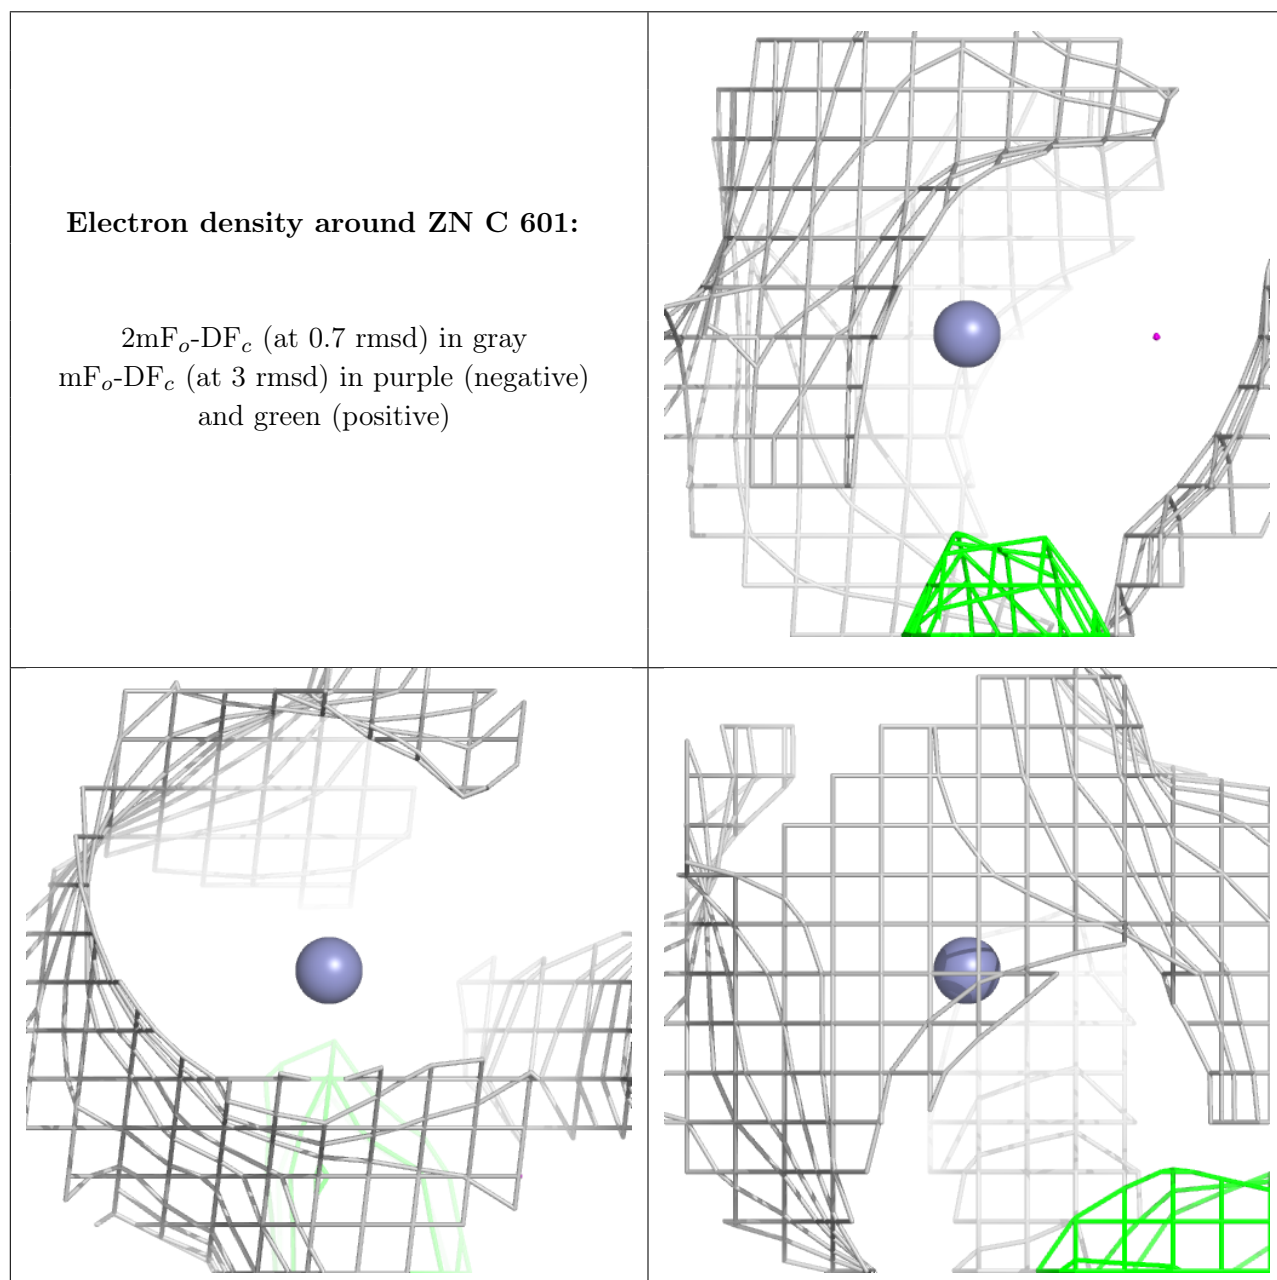 Electron density around ZN C 601:
2mFo-DFc (at 0.7 rmsd) in gray
mFo-DFc (at 3 rmsd) in purple (negative)
and green (positive)